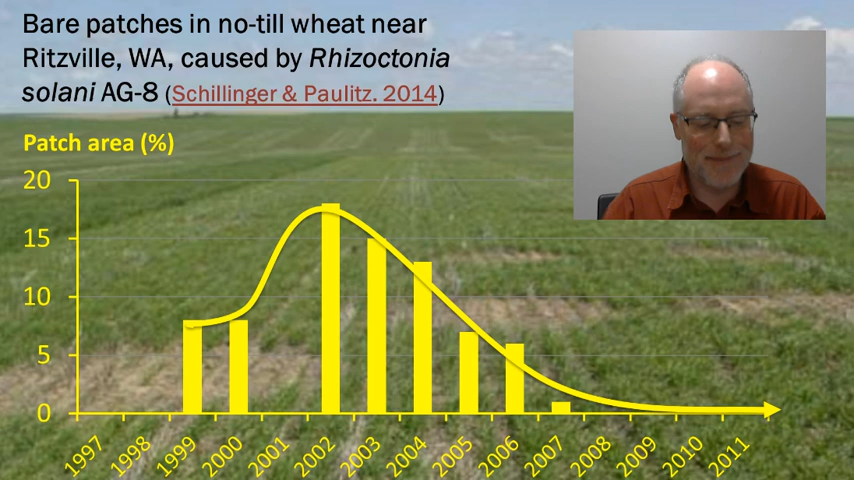 Bare patches in no-till wheat near
Ritzville, WA, caused by Rhizoctonia
solani AG-8 (Schillinger & Paulitz. 2014)
Patch area (%)
20
15
10
5
0
1997 1998 1999 2000 2001 2002 2003 2004 2005 2006 2007 2008 2009 2010 2011